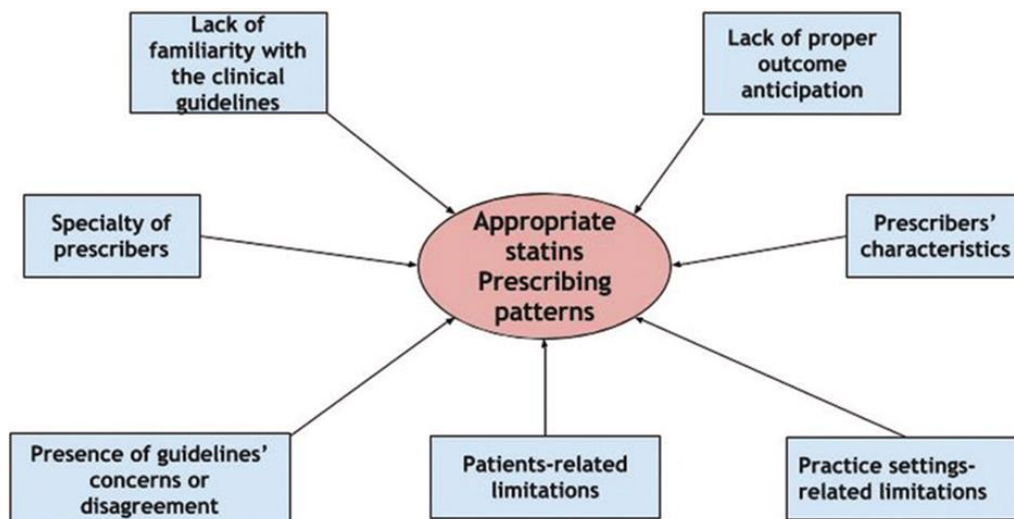 Lack of
familiarity with
the clinical
guidelines
Lack of proper
outcome
anticipation
Specialty of
prescribers
Appropriate
statins
Prescribing
patterns
Prescribers’
characteristics
Presence of guidelines’
concerns or
disagreement
Patients-related
limitations
Practice settings-
related limitations